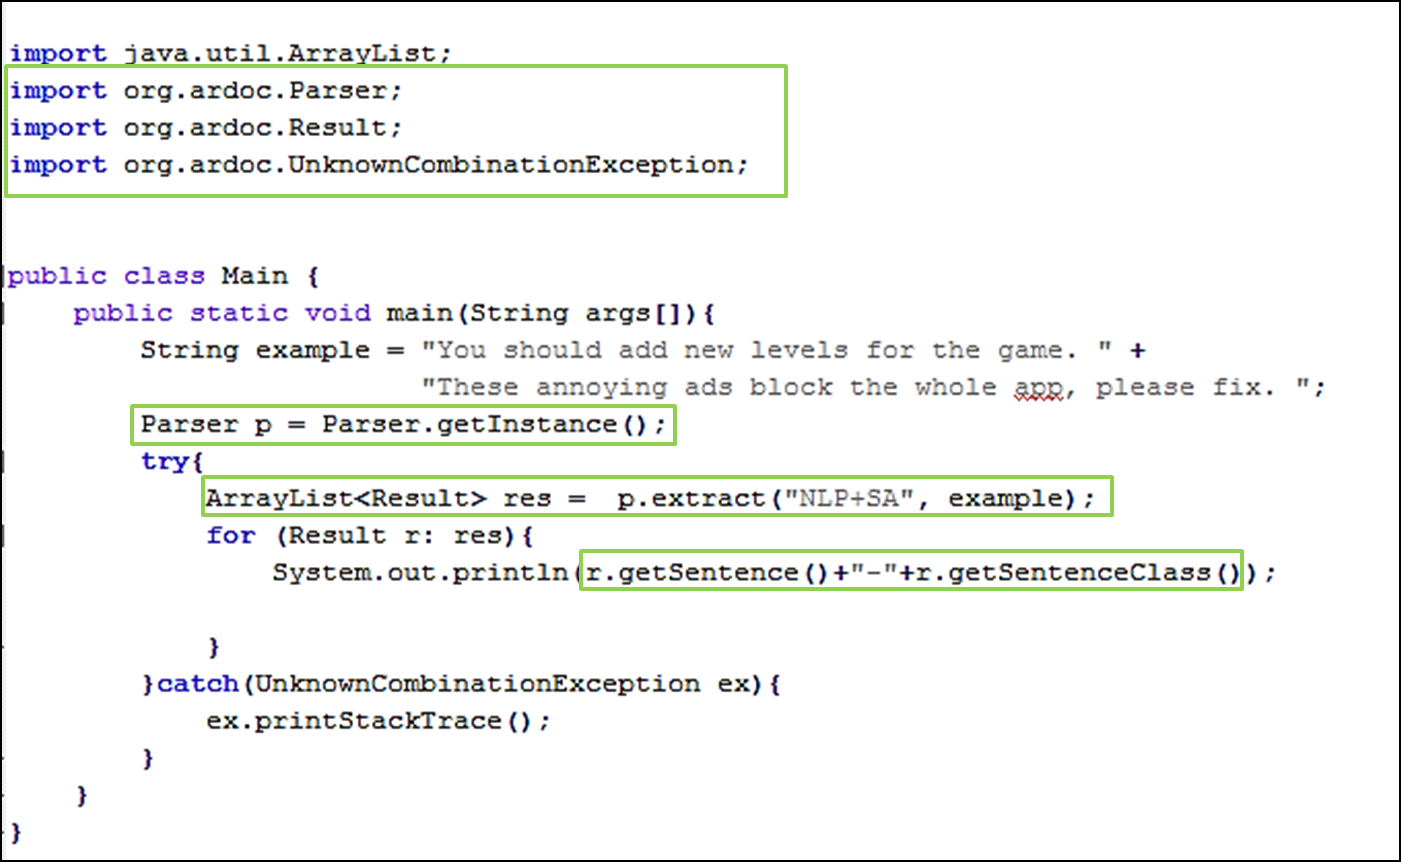 import java.util.ArrayList;
import org.ardoc.Parser;
import org.ardoc.Result;
import org.ardoc.UnknownCombinationException;
public class Main {
    public static void main(String args[]){
        String example = "You should add new levels for the game. " +
                         "These annoying ads block the whole app, please fix. ";
        Parser p = Parser.getInstance();
        try{
            ArrayList<Result> res =  p.extract("NLP+SA", example);
            for (Result r: res){
                System.out.println(r.getSentence()+"-"+r.getSentenceClass());
            }
        }catch(UnknownCombinationException ex){
            ex.printStackTrace();
        }
    }
}